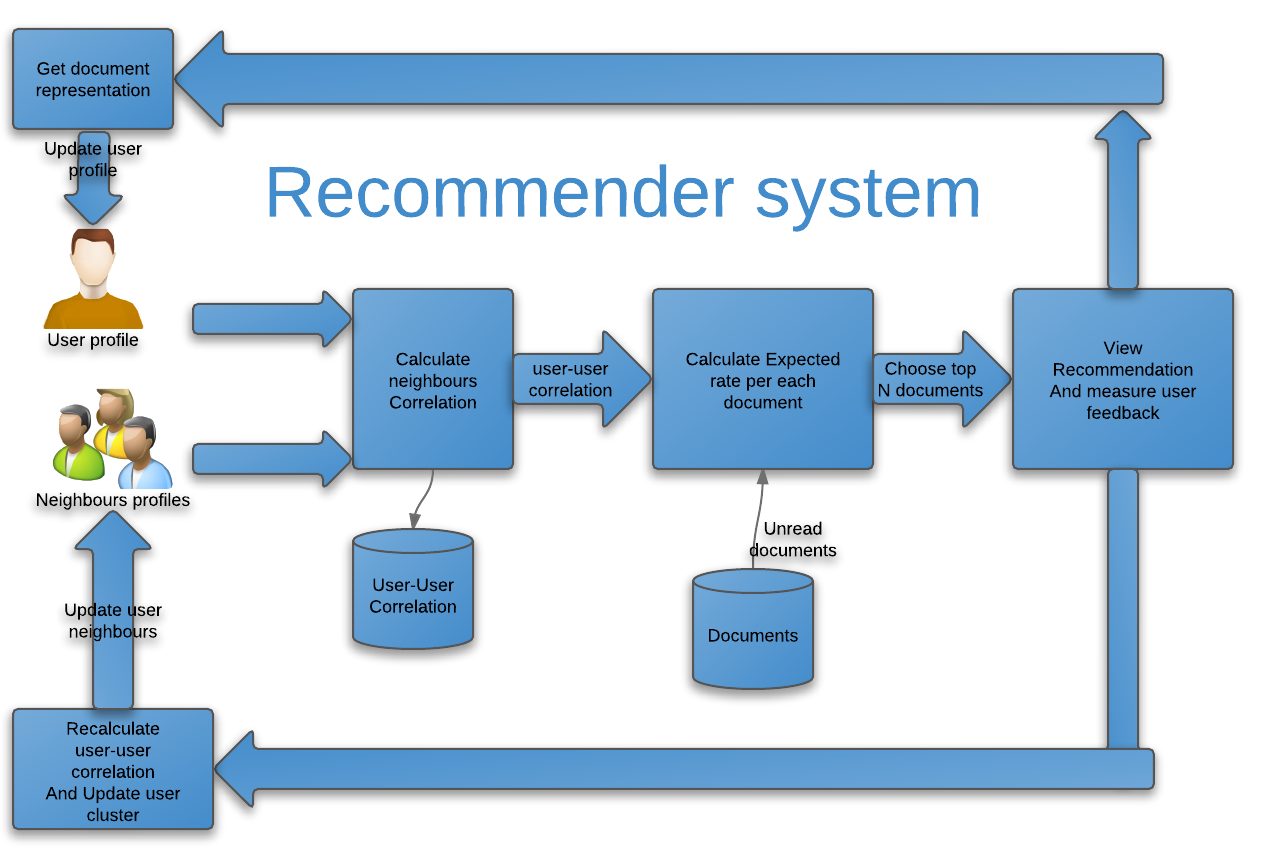 Get document
representation
Update user
profile
Recommender system
User profile
Calculate
neighbours
Correlation
user-user
correlation
Calculate Expected
rate per each
document
Choose top
N documents
View
Recommendation
And measure user
feedback
Neighbours profiles
Unread
documents
User-User
Correlation
Documents
Update user
neighbours
Recalculate
user-user
correlation
And Update user
cluster